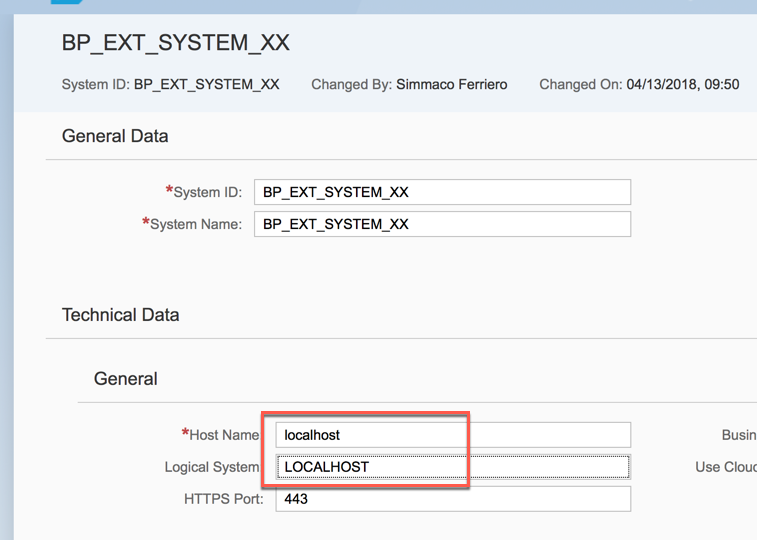 BP_EXT_SYSTEM_XX
System ID: BP_EXT_SYSTEM_XX Changed By: Simmaco Ferriero Changed On: 04/13/2018, 09:50
General Data
*System ID: BP_EXT_SYSTEM_XX
*System Name: BP_EXT_SYSTEM_XX
Technical Data
General
*Host Name: localhost Busin
Logical System: LOCALHOST Use Cloud
HTTPS Port: 443